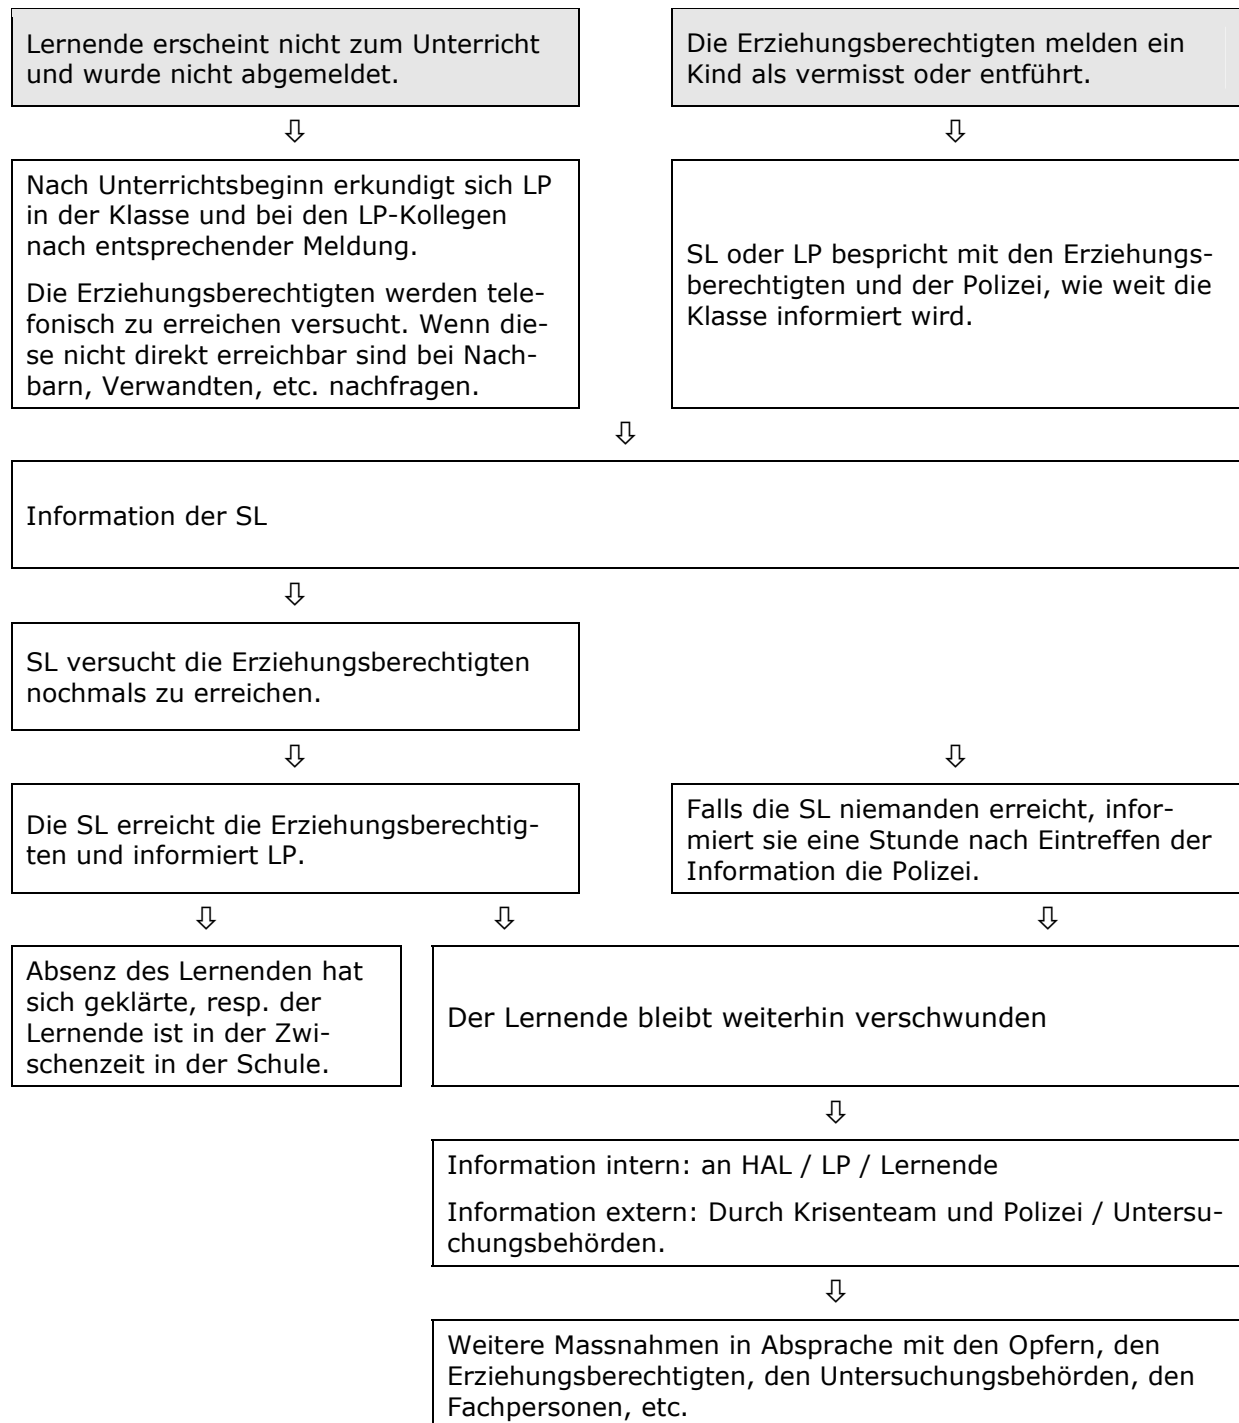 Lernende erscheint nicht zum Unterricht
und wurde nicht abgemeldet.
Die Erziehungsberechtigten melden ein
Kind als vermisst oder entführt.
Nach Unterrichtsbeginn erkundigt sich LP
in der Klasse und bei den LP-Kollegen
nach entsprechender Meldung.
Die Erziehungsberechtigten werden tele-
fonisch zu erreichen versucht. Wenn die-
se nicht direkt erreichbar sind bei Nach-
barn, Verwandten, etc. nachfragen.
SL oder LP bespricht mit den Erziehungs-
berechtigten und der Polizei, wie weit die
Klasse informiert wird.
Information der SL
SL versucht die Erziehungsberechtigten
nochmals zu erreichen.
Die SL erreicht die Erziehungsberechtig-
ten und informiert LP.
Falls die SL niemanden erreicht, infor-
miert sie eine Stunde nach Eintreffen der
Information die Polizei.
Absenz des Lernenden hat
sich geklärte, resp. der
Lernende ist in der Zwi-
schenzeit in der Schule.
Der Lernende bleibt weiterhin verschwunden
Information intern: an HAL / LP / Lernende
Information extern: Durch Krisenteam und Polizei / Untersu-
chungsbehörden.
Weitere Massnahmen in Absprache mit den Opfern, den
Erziehungsberechtigten, den Untersuchungsbehörden, den
Fachpersonen, etc.